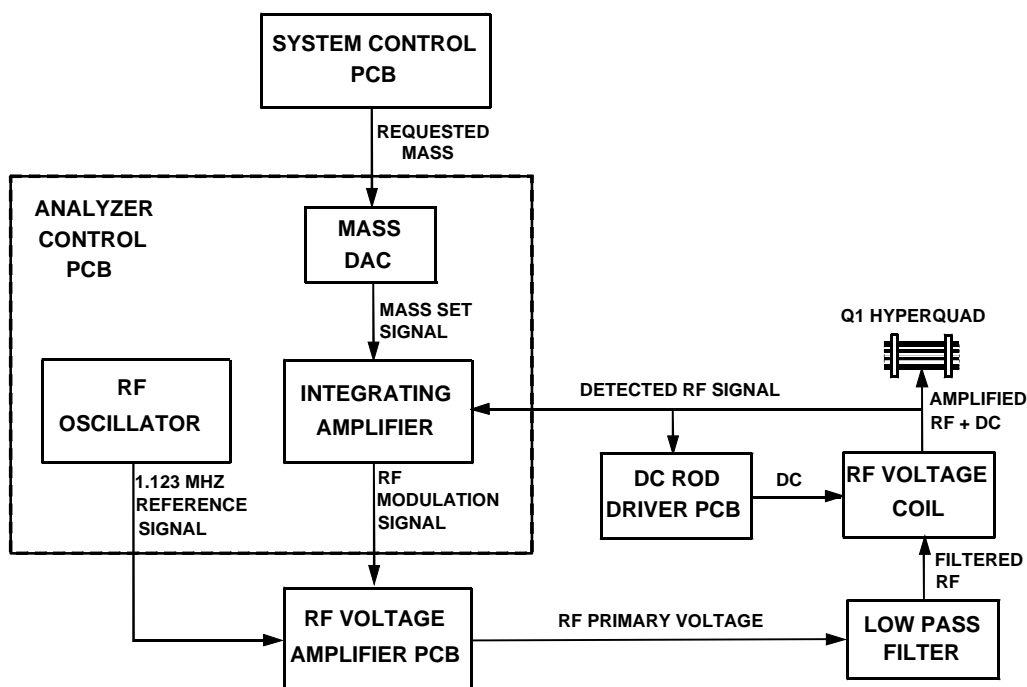 SYSTEM CONTROL
PCB
REQUESTED
MASS
ANALYZER
CONTROL
PCB
MASS
DAC
MASS SET
SIGNAL
RF
OSCILLATOR
INTEGRATING
AMPLIFIER
1.123 MHZ
REFERENCE
SIGNAL
RF
MODULATION
SIGNAL
Q1 HYPERQUAD
DETECTED RF SIGNAL
AMPLIFIED
RF + DC
DC ROD
DRIVER PCB
DC
RF VOLTAGE
COIL
FILTERED
RF
RF VOLTAGE
AMPLIFIER PCB
RF PRIMARY VOLTAGE
LOW PASS
FILTER